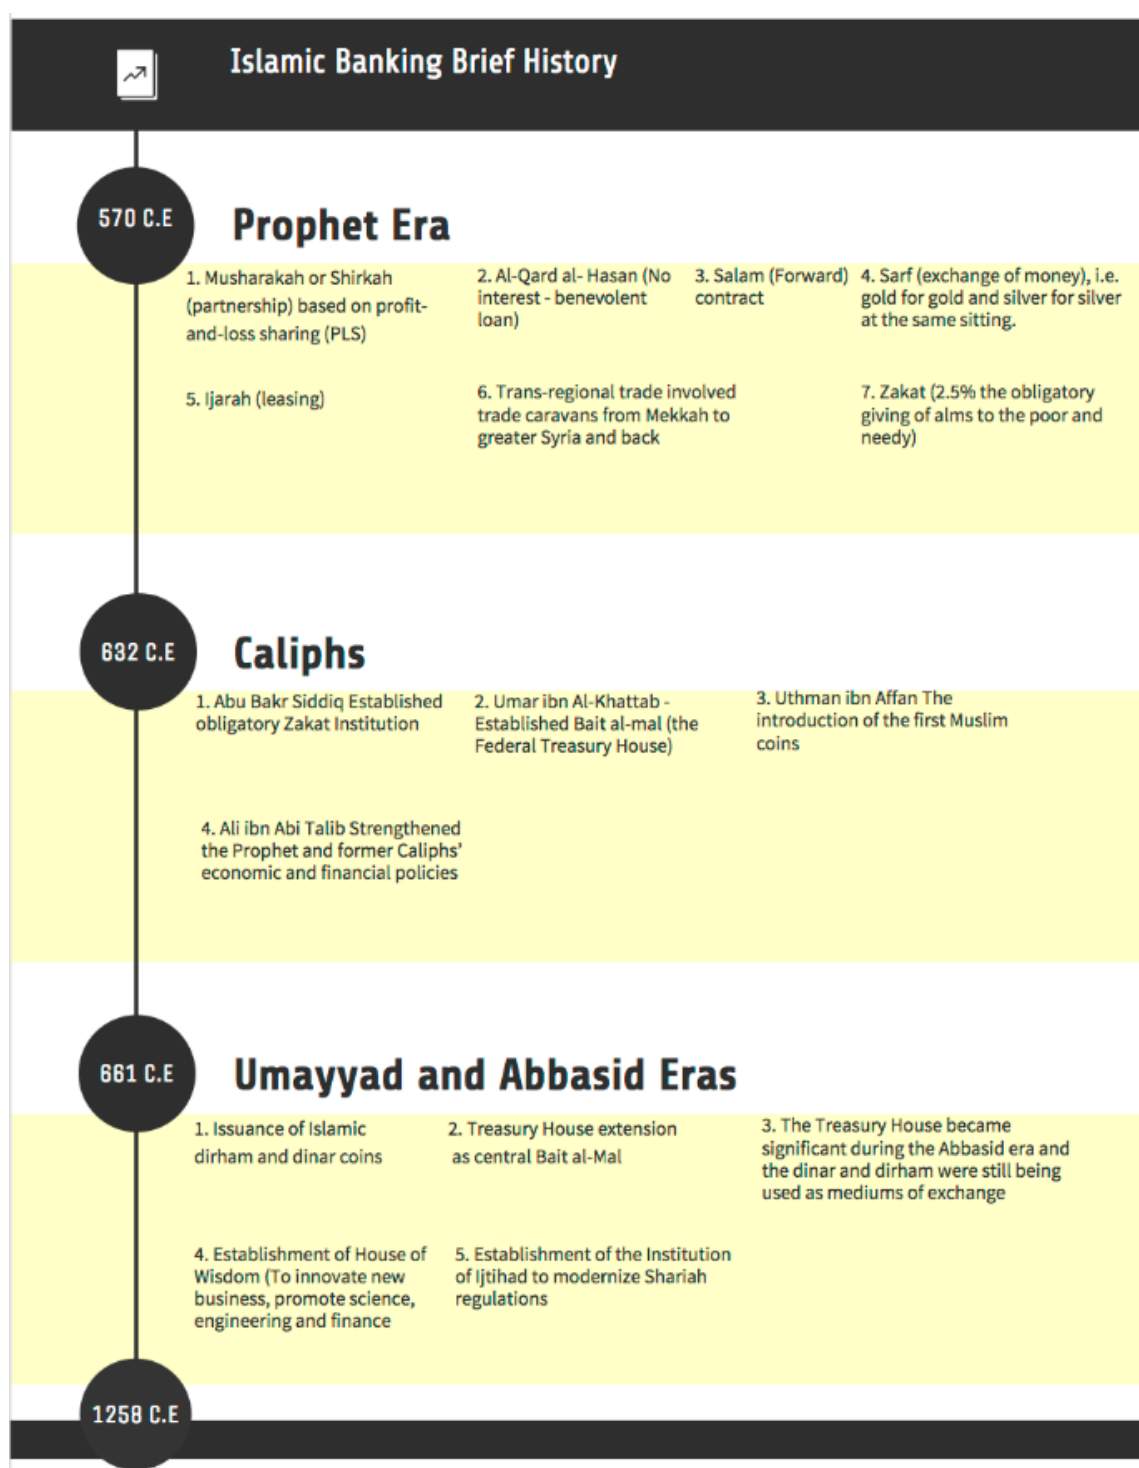 Islamic Banking Brief History
570 C.E
Prophet Era
1. Musharakah or Shirkah
(partnership) based on profit-
and-loss sharing (PLS)
2. Al-Qard al- Hasan (No
interest - benevolent
loan)
3. Salam (Forward)
contract
4. Sarf (exchange of money), i.e.
gold for gold and silver for silver
at the same sitting.
5. Ijarah (leasing)
6. Trans-regional trade involved
trade caravans from Mekkah to
greater Syria and back
7. Zakat (2.5% the obligatory
giving of alms to the poor and
needy)
632 C.E
Caliphs
1. Abu Bakr Siddiq Established
obligatory Zakat Institution
2. Umar ibn Al-Khattab -
Established Bait al-mal (the
Federal Treasury House)
3. Uthman ibn Affan The
introduction of the first Muslim
coins
4. Ali ibn Abi Talib Strengthened
the Prophet and former Caliphs'
economic and financial policies
661 C.E
Umayyad and Abbasid Eras
1. Issuance of Islamic
dirham and dinar coins
2. Treasury House extension
as central Bait al-Mal
3. The Treasury House became
significant during the Abbasid era and
the dinar and dirham were still being
used as mediums of exchange
4. Establishment of House of
Wisdom (To innovate new
business, promote science,
engineering and finance
5. Establishment of the Institution
of Ijtihad to modernize Shariah
regulations
1258 C.E